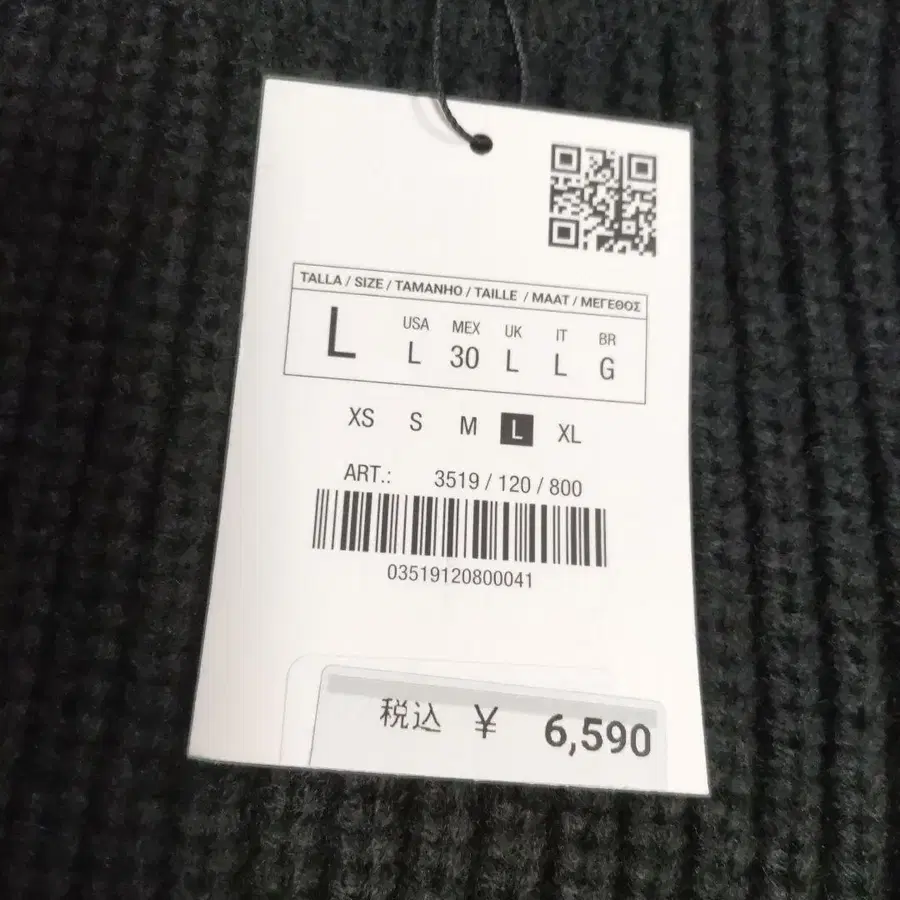 TALLA / SIZE / TAMANHO / TAILLE / MAAT / ΜΕΓΕΘΟΣ
L
USA MEX UK IT BR
L 30 L L G
XS S M L XL
ART.: 3519 / 120 / 800
03519120800041
税込 ¥ 6,590